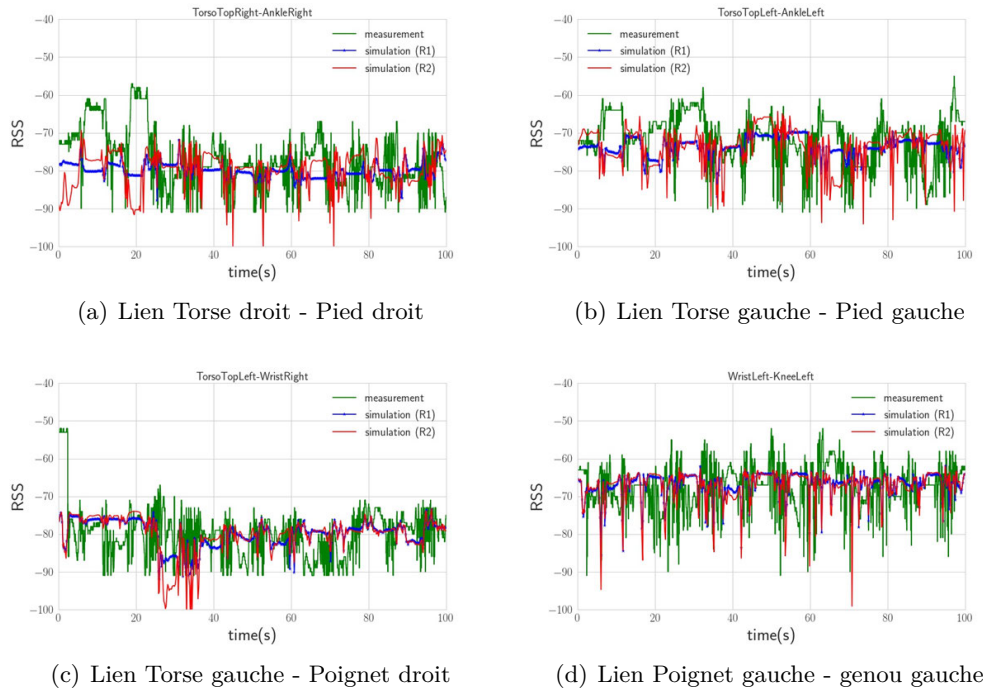 TorsoTopRight-AnkleRight
−40
−50
−60
−70
−80
−90
−100
RSS
measurement
simulation (R1)
simulation (R2)
0
20
40
60
80
100
time(s)
(a) Lien Torse droit - Pied droit
TorsoTopLeft-AnkleLeft
−40
−50
−60
−70
−80
−90
−100
RSS
measurement
simulation (R1)
simulation (R2)
0
20
40
60
80
100
time(s)
(b) Lien Torse gauche - Pied gauche
TorsoTopLeft-WristRight
−40
−50
−60
−70
−80
−90
−100
RSS
measurement
simulation (R1)
simulation (R2)
0
20
40
60
80
100
time(s)
(c) Lien Torse gauche - Poignet droit
WristLeft-KneeLeft
−40
−50
−60
−70
−80
−90
−100
RSS
measurement
simulation (R1)
simulation (R2)
0
20
40
60
80
100
time(s)
(d) Lien Poignet gauche - genou gauche